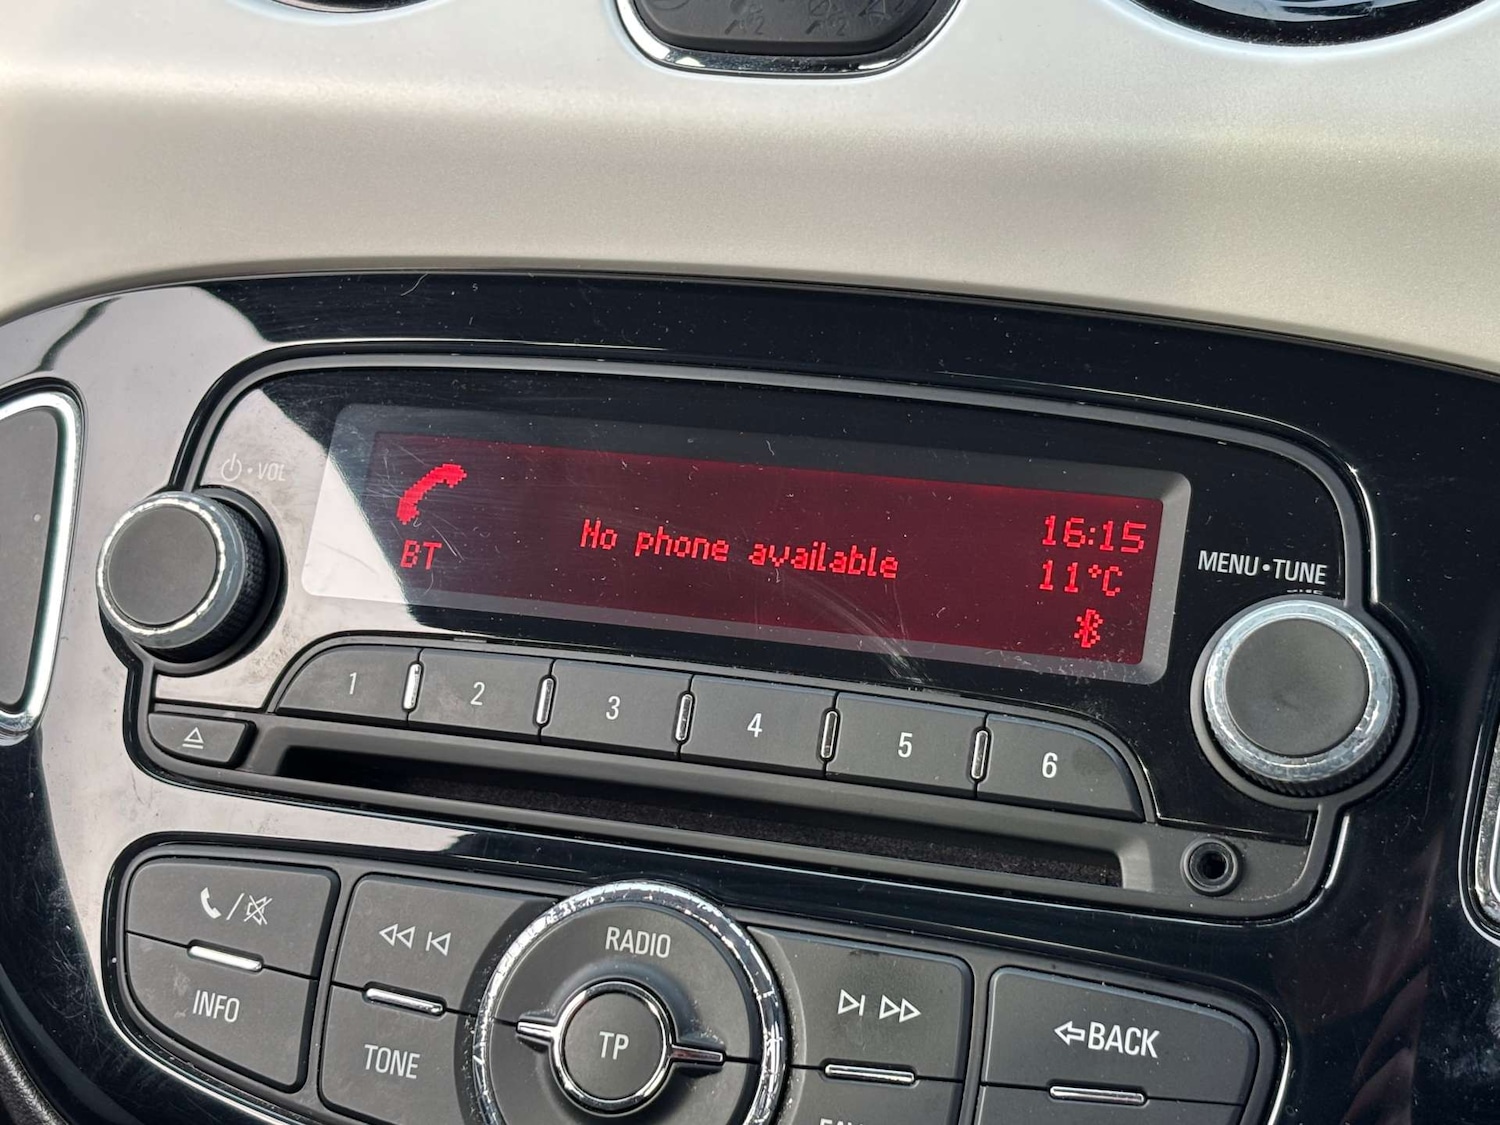 VOL
No phone available
16:15
BT
11°C
MENU•TUNE
1
2
3
4
5
6
RADIO
INFO
TONE
TP
BACK